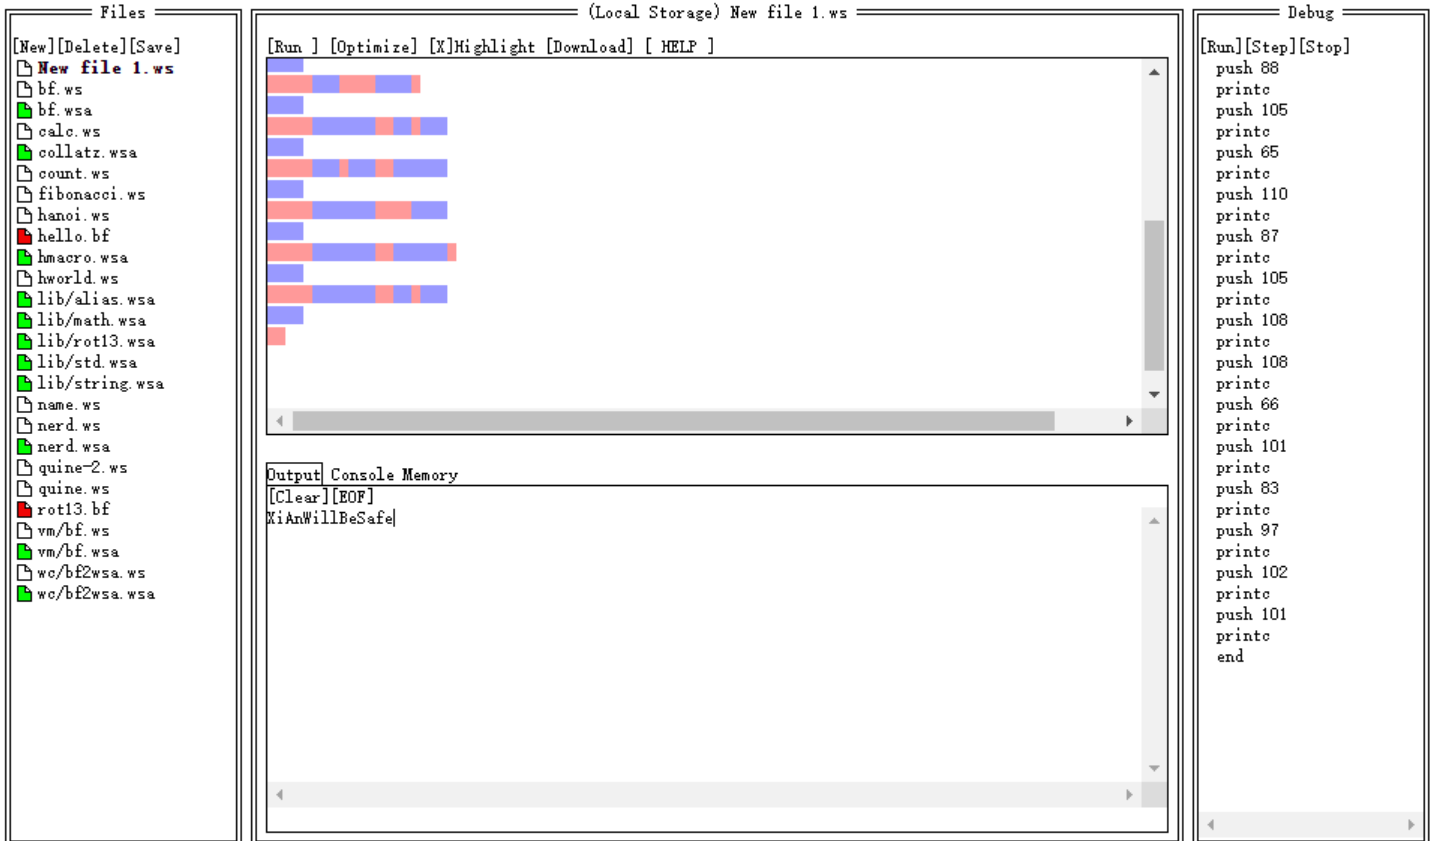 Files
[New][Delete][Save]
New file 1.ws
bf.ws
bf.wsa
calc.ws
collatz.wsa
count.ws
fibonacci.ws
hanoi.ws
hello.bf
hmacro.wsa
hworld.ws
lib/alias.wsa
lib/math.wsa
lib/rot13.wsa
lib/std.wsa
lib/string.wsa
name.ws
nerd.ws
nerd.wsa
quine-2.ws
quine.ws
rot13.bf
vm/bf.ws
vm/bf.wsa
wc/bf2wsa.ws
wc/bf2wsa.wsa
(Local Storage) New file 1.ws
[Run ] [Optimize] [X]Highlight [Download] [ HELP ]
Output Console Memory
[Clear][EOF]
XiAnWillBeSafe
Debug
[Run][Step][Stop]
push 88
printc
push 105
printc
push 65
printc
push 110
printc
push 87
printc
push 105
printc
push 108
printc
push 108
printc
push 66
printc
push 101
printc
push 83
printc
push 97
printc
push 102
printc
push 101
printc
end